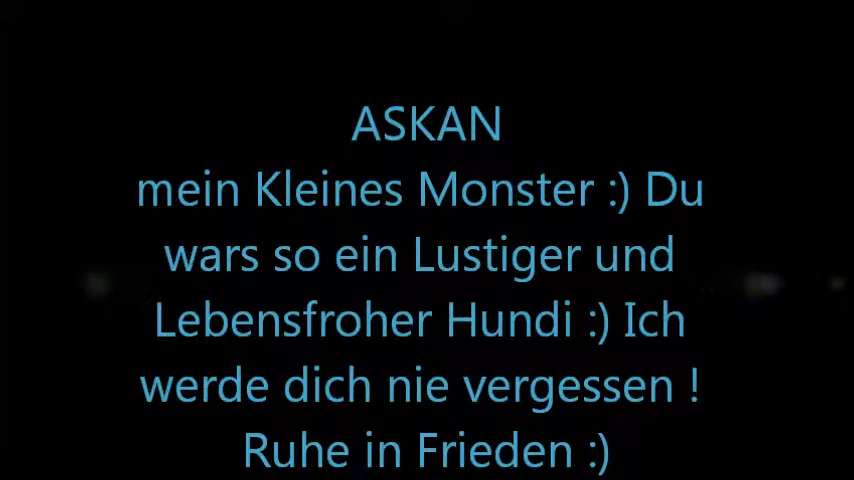 ASKAN
mein Kleines Monster :) Du
wars so ein Lustiger und
Lebensfroher Hundi :) Ich
werde dich nie vergessen !
Ruhe in Frieden :)